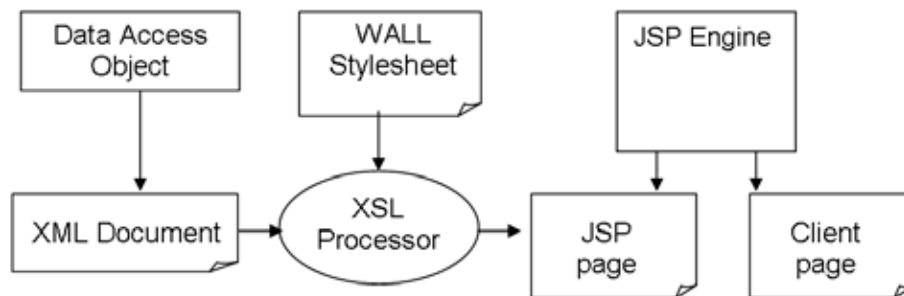 Data Access
Object
WALL
Stylesheet
JSP Engine
XML Document
XSL
Processor
JSP
page
Client
page